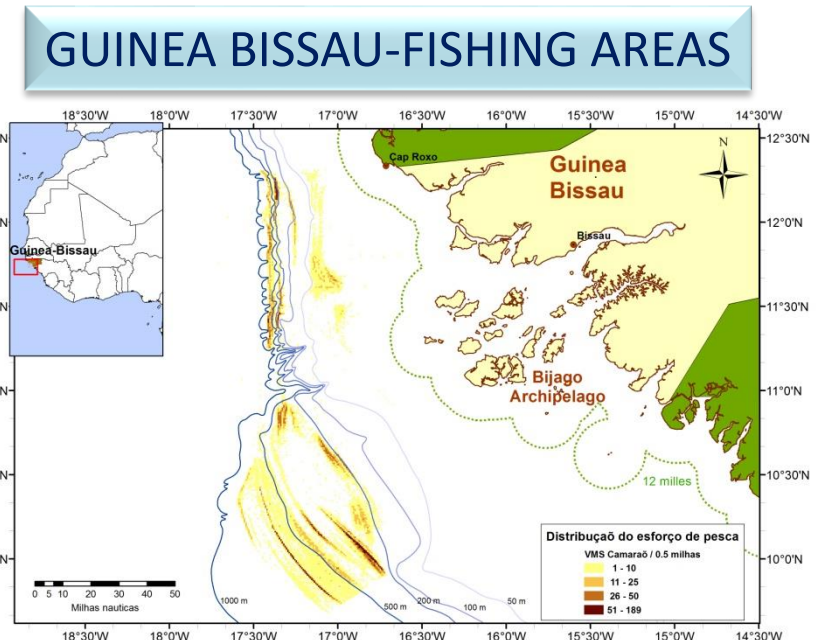 GUINEA BISSAU-FISHING AREAS
18°30'W 18°0'W 17°30'W 17°0'W 16°30'W 16°0'W 15°30'W 15°0'W 14°30'W
N
12°30'N
Cap Roxo
Guinea
Bissau
N
N
12°0'N
Bissau
Guinea-Bissau
N
11°30'N
Bijago
Archipelago
N
11°0'N
N
10°30'N
12 milles
Distribuçaõ do esforço de pesca
VMS Camaraõ / 0.5 milhas
1 - 10
11 - 25
26 - 50
51 - 189
N
10°0'N
0 5 10 20 30 40 50
Milhas nauticas
1000 m
500 m
200 m
100 m
50 m
18°30'W 18°0'W 17°30'W 17°0'W 16°30'W 16°0'W 15°30'W 15°0'W 14°30'W